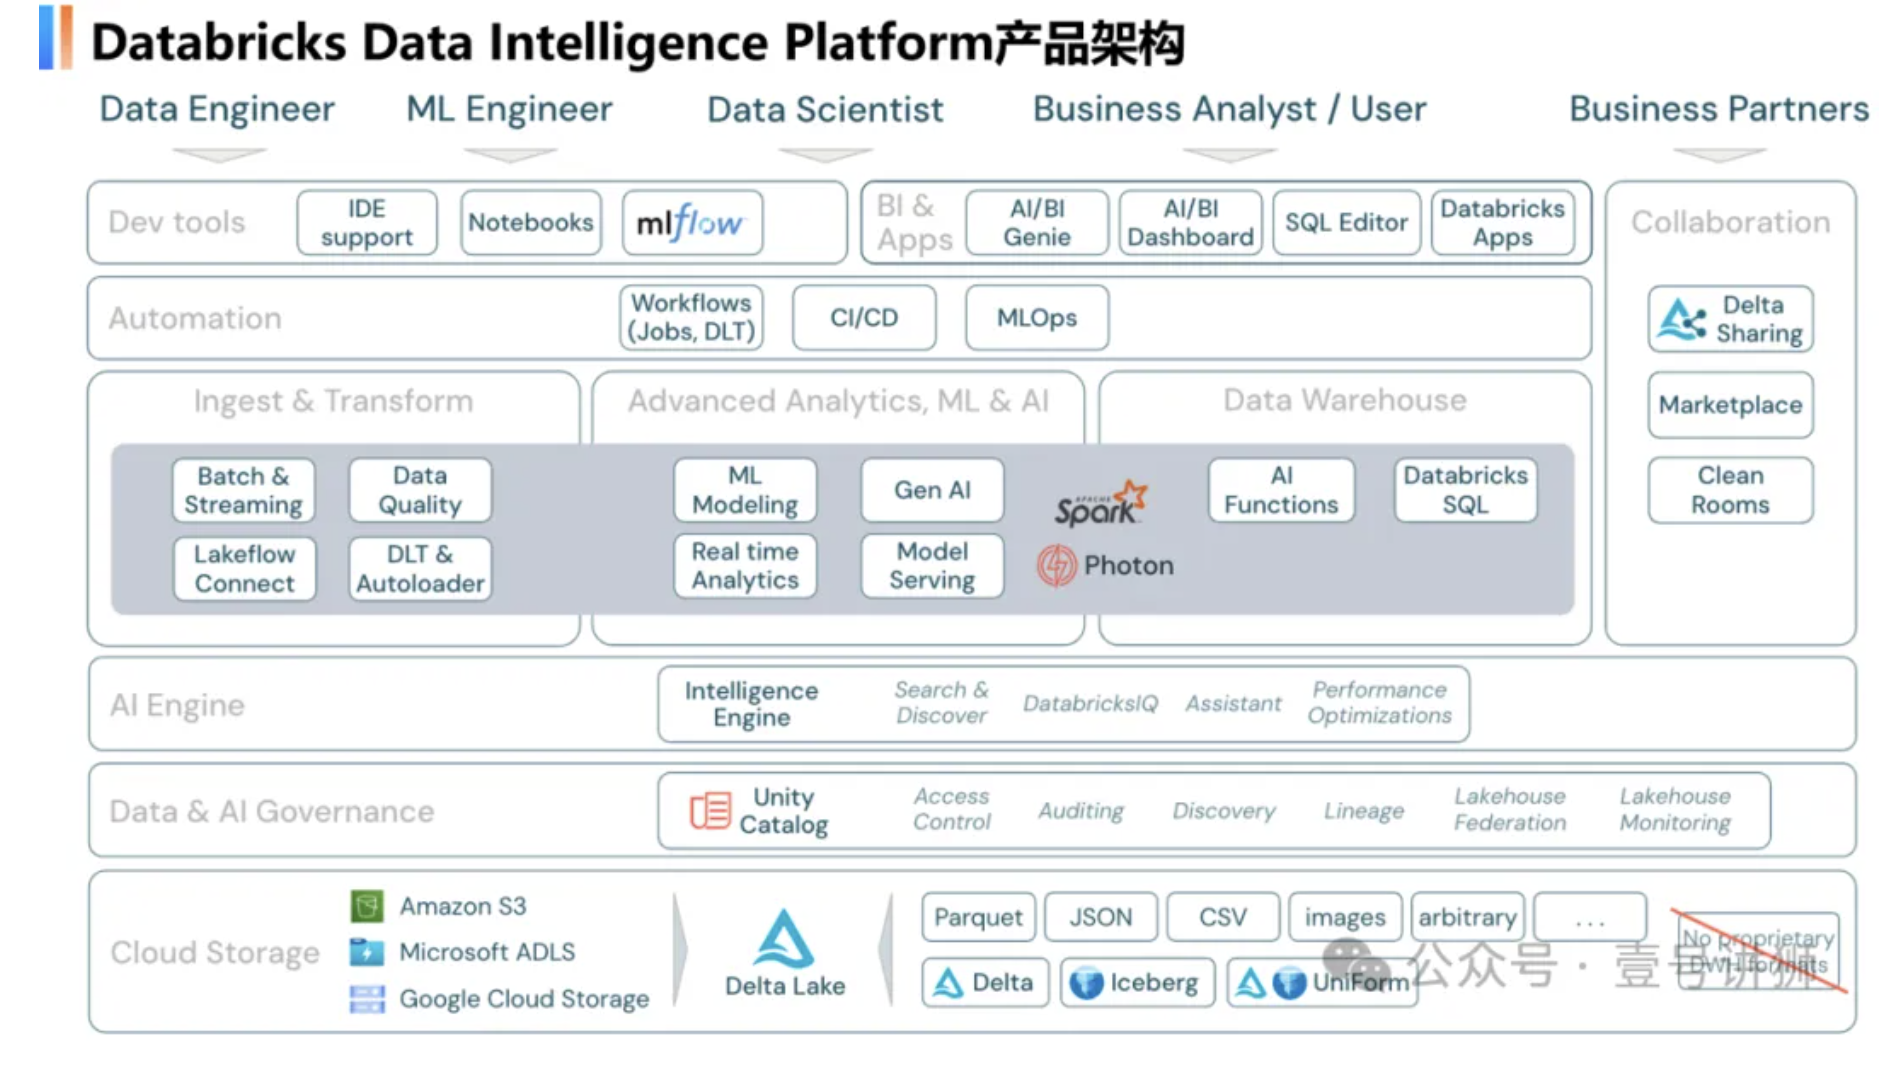 Databricks Data Intelligence Platform产品架构
Data Engineer
ML Engineer
Data Scientist
Business Analyst / User
Business Partners
Dev tools
IDE
support
Notebooks
mlflow
BI &
Apps
AI/BI
Genie
AI/BI
Dashboard
SQL Editor
Databricks
Apps
Collaboration
Automation
Workflows
(Jobs, DLT)
CI/CD
MLOps
Delta
Sharing
Marketplace
Clean
Rooms
Ingest & Transform
Batch &
Streaming
Data
Quality
Lakeflow
Connect
DLT &
Autoloader
Advanced Analytics, ML & AI
ML
Modeling
Gen AI
Real time
Analytics
Model
Serving
APACHE
Spark
Photon
Data Warehouse
AI
Functions
Databricks
SQL
AI Engine
Intelligence
Engine
Search &
Discover
DatabricksIQ
Assistant
Performance
Optimizations
Data & AI Governance
Unity
Catalog
Access
Control
Auditing
Discovery
Lineage
Lakehouse
Federation
Lakehouse
Monitoring
Cloud Storage
Amazon S3
Microsoft ADLS
Google Cloud Storage
Delta Lake
Parquet
JSON
CSV
images
arbitrary
...
Delta
Iceberg
UniForm
No proprietary
DWH formats
公众号 · 壹号讲狮